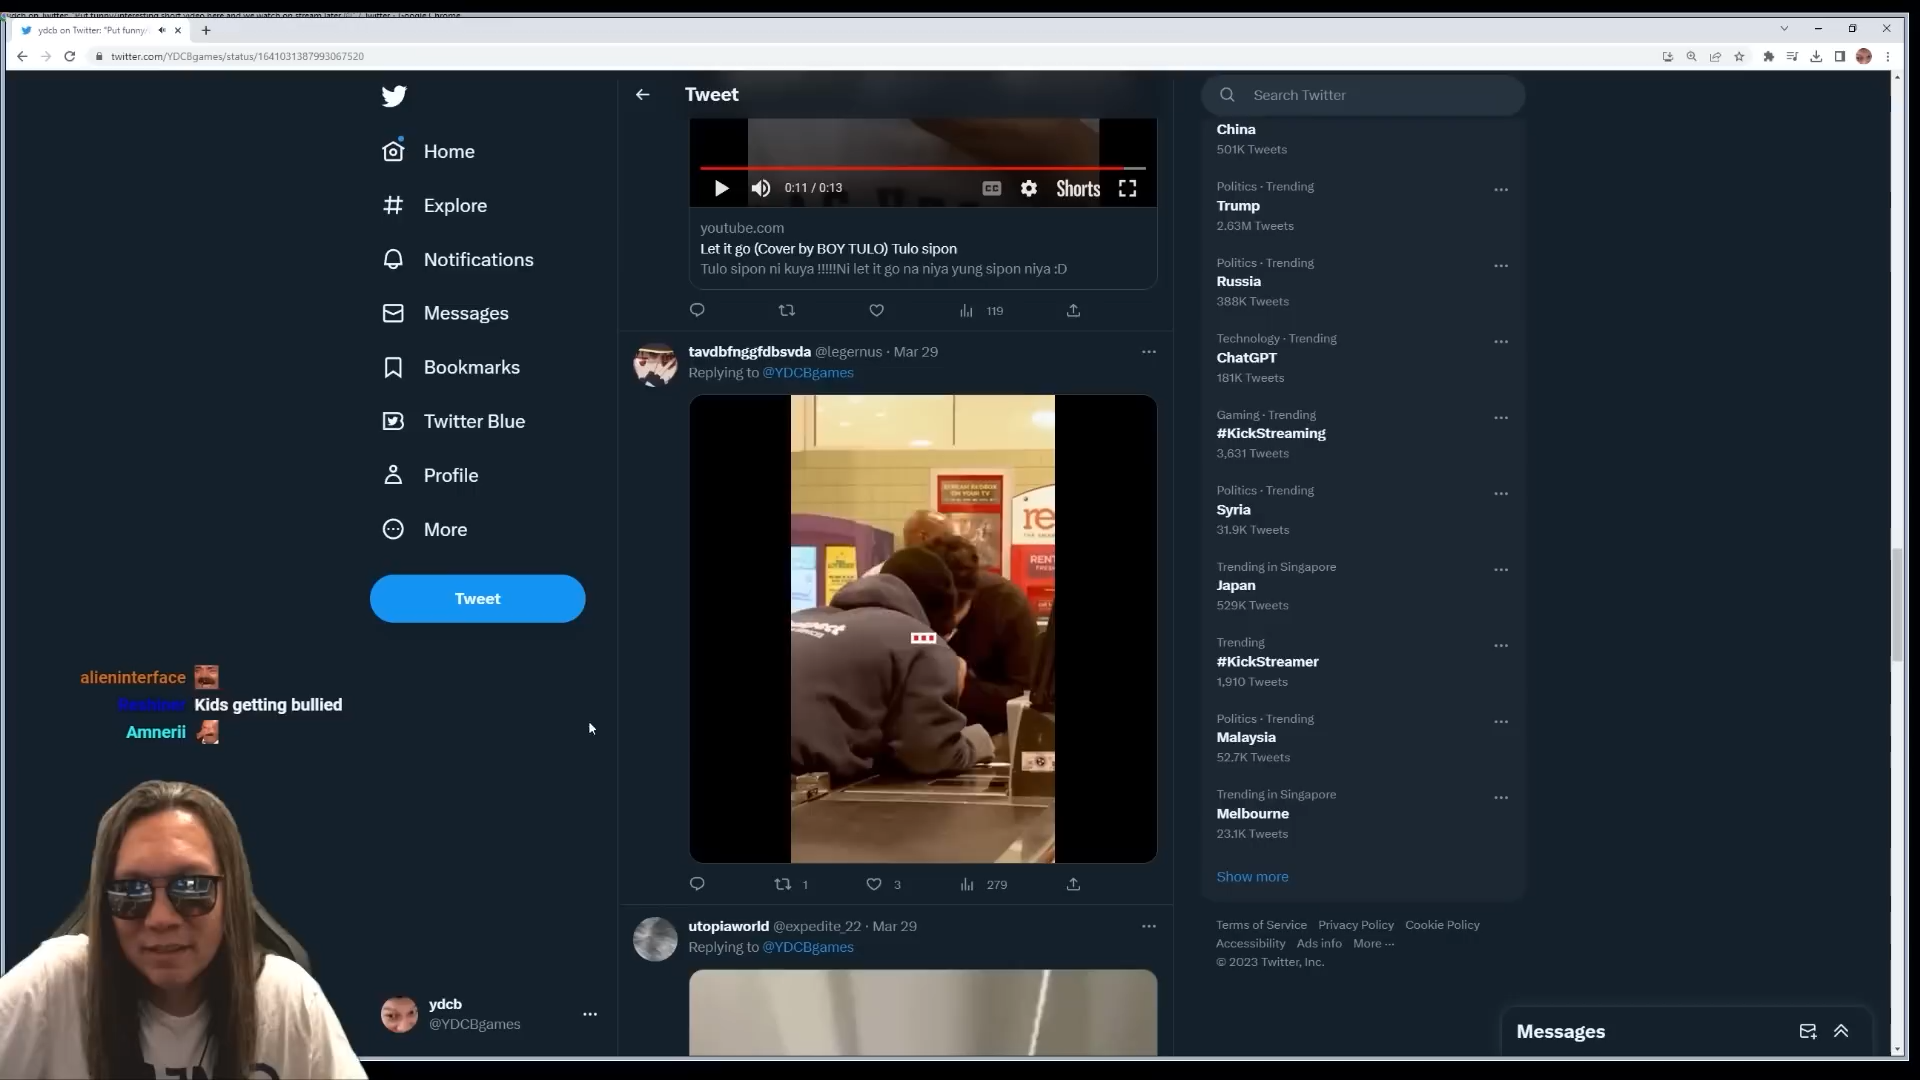 ydcb on Twitter: "Put funny/interesting short video here and we watch on stream later @" / Twitter - Google Chrome
ydcb on Twitter: "Put funny/
twitter.com/YDCBgames/status/1641031387993067520
Home
Explore
Notifications
Messages
Bookmarks
Twitter Blue
Profile
More
Tweet
alieninterface
Kids getting bullied
Amnerii
ydcb
@YDCBgames
Tweet
0:11 / 0:13
CC
Shorts
youtube.com
Let it go (Cover by BOY TULO) Tulo sipon
Tulo sipon ni kuya !!!!!Ni let it go na niya yung sipon niya :D
119
tavdbfnggfdbsvda @legernus · Mar 29
Replying to @YDCBgames
STREAM REDBOX
ON YOUR TV
re
RENT
1
3
279
utopiaworld @expedite_22 · Mar 29
Replying to @YDCBgames
Search Twitter
China
501K Tweets
Politics · Trending
Trump
2.63M Tweets
Politics · Trending
Russia
388K Tweets
Technology · Trending
ChatGPT
181K Tweets
Gaming · Trending
#KickStreaming
3,631 Tweets
Politics · Trending
Syria
31.9K Tweets
Trending in Singapore
Japan
529K Tweets
Trending
#KickStreamer
1,910 Tweets
Politics · Trending
Malaysia
52.7K Tweets
Trending in Singapore
Melbourne
23.1K Tweets
Show more
Terms of Service Privacy Policy Cookie Policy
Accessibility Ads info More ···
© 2023 Twitter, Inc.
Messages